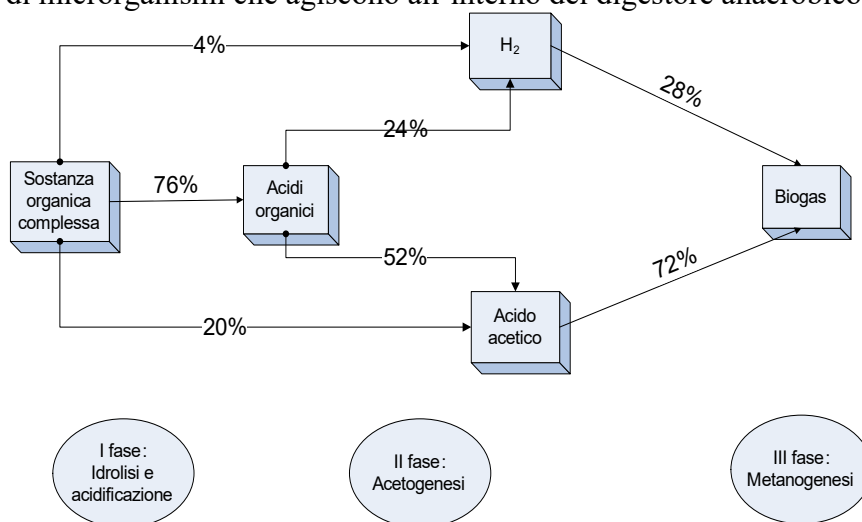 di microrganismi che agiscono all'interno del digestore anaerobico
4%
H2
28%
24%
Sostanza
organica
complessa
76%
Acidi
organici
Biogas
52%
72%
20%
Acido
acetico
I fase:
Idrolisi e
acidificazione
II fase:
Acetogenesi
III fase:
Metanogenesi